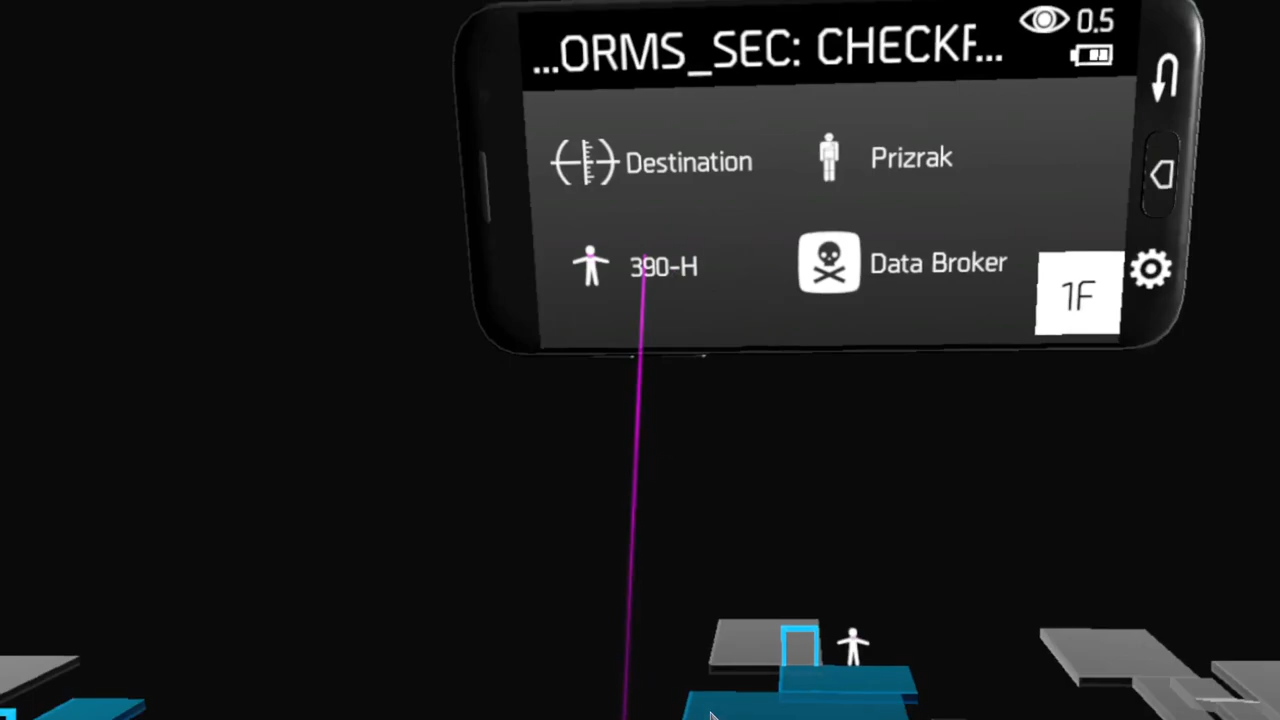 ...ORMS_SEC: CHECKP...
0.5
Destination
Prizrak
390-H
Data Broker
1F